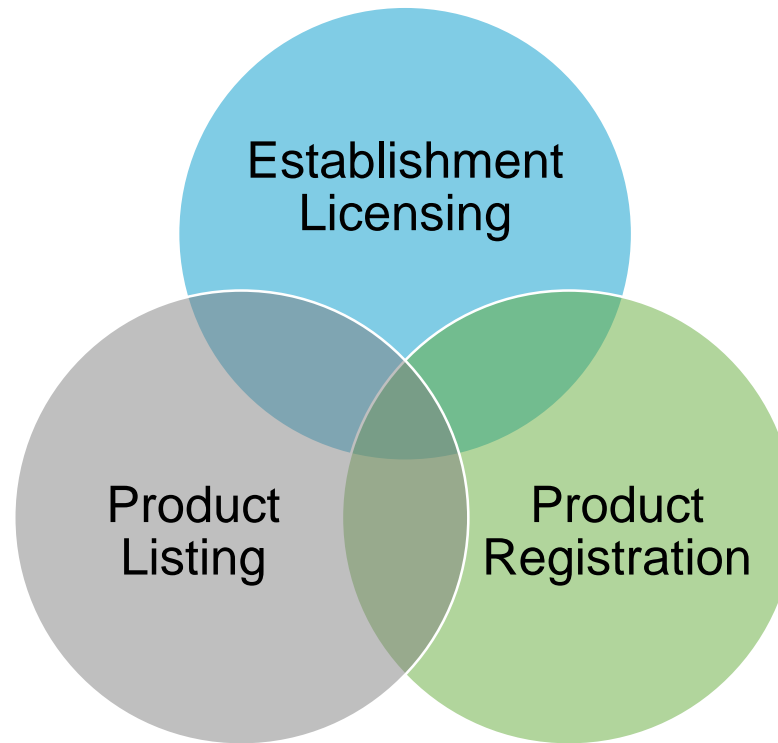 Establishment
Licensing
Product
Listing
Product
Registration